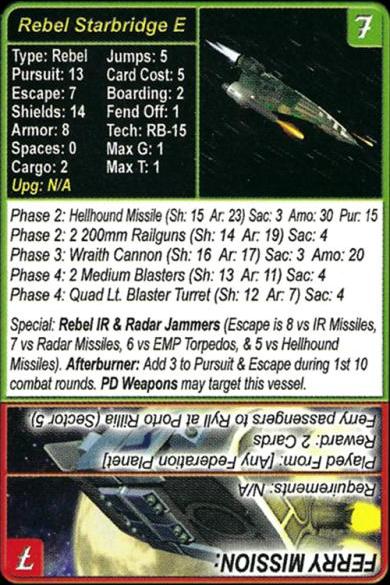 Rebel Starbridge E
7
Type: Rebel Jumps: 5
Pursuit: 13 Card Cost: 5
Escape: 7 Boarding: 2
Shields: 14 Fend Off: 1
Armor: 8 Tech: RB-15
Spaces: 0 Max G: 1
Cargo: 2 Max T: 1
Upg: N/A
Phase 2: Hellhound Missile (Sh: 15 Ar: 23) Sac: 3 Amo: 30 Pur: 15
Phase 2: 2 200mm Railguns (Sh: 14 Ar: 19) Sac: 4
Phase 3: Wraith Cannon (Sh: 16 Ar: 17) Sac: 3 Amo: 20
Phase 4: 2 Medium Blasters (Sh: 13 Ar: 11) Sac: 4
Phase 4: Quad Lt. Blaster Turret (Sh: 12 Ar: 7) Sac: 4
Special: Rebel IR & Radar Jammers (Escape is 8 vs IR Missiles,
7 vs Radar Missiles, 6 vs EMP Torpedos, & 5 vs Hellhound
Missiles). Afterburner: Add 3 to Pursuit & Escape during 1st 10
combat rounds. PD Weapons may target this vessel.
FERRY MISSION:
7
Requirements: N/A
Played From: [Any Federation Planet]
Reward: 2 Cards
Ferry passengers to Ryll at Porto Rillia (Sector 5)